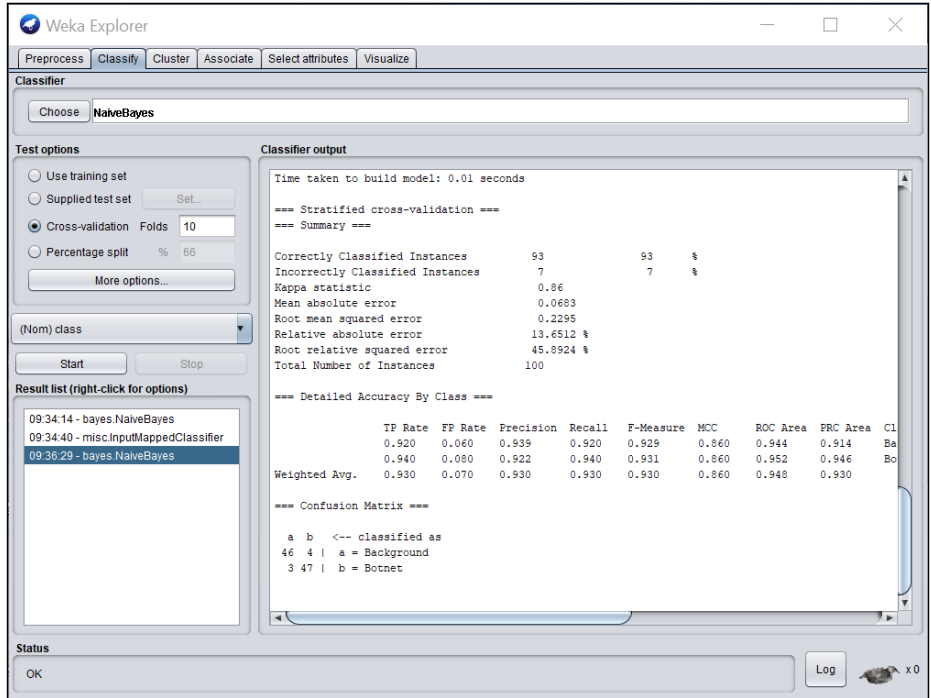 Weka Explorer
Preprocess Classify Cluster Associate Select attributes Visualize
Classifier
Choose NaiveBayes
Test options
Use training set
Supplied test set Set...
Cross-validation Folds 10
Percentage split % 66
More options...
(Nom) class
Start Stop
Result list (right-click for options)
09:34:14 - bayes.NaiveBayes
09:34:40 - misc.InputMappedClassifier
09:36:29 - bayes.NaiveBayes
Classifier output
Time taken to build model: 0.01 seconds
=== Stratified cross-validation ===
=== Summary ===
Correctly Classified Instances 93 93 %
Incorrectly Classified Instances 7 7 %
Kappa statistic 0.86
Mean absolute error 0.0683
Root mean squared error 0.2295
Relative absolute error 13.6512 %
Root relative squared error 45.8924 %
Total Number of Instances 100
=== Detailed Accuracy By Class ===
TP Rate FP Rate Precision Recall F-Measure MCC ROC Area PRC Area Cl
0.920 0.060 0.939 0.920 0.929 0.860 0.944 0.914 Ba
0.940 0.080 0.922 0.940 0.931 0.860 0.952 0.946 Bo
Weighted Avg. 0.930 0.070 0.930 0.930 0.930 0.860 0.948 0.930
=== Confusion Matrix ===
a b <-- classified as
46 4 | a = Background
3 47 | b = Botnet
Status
OK
Log x 0